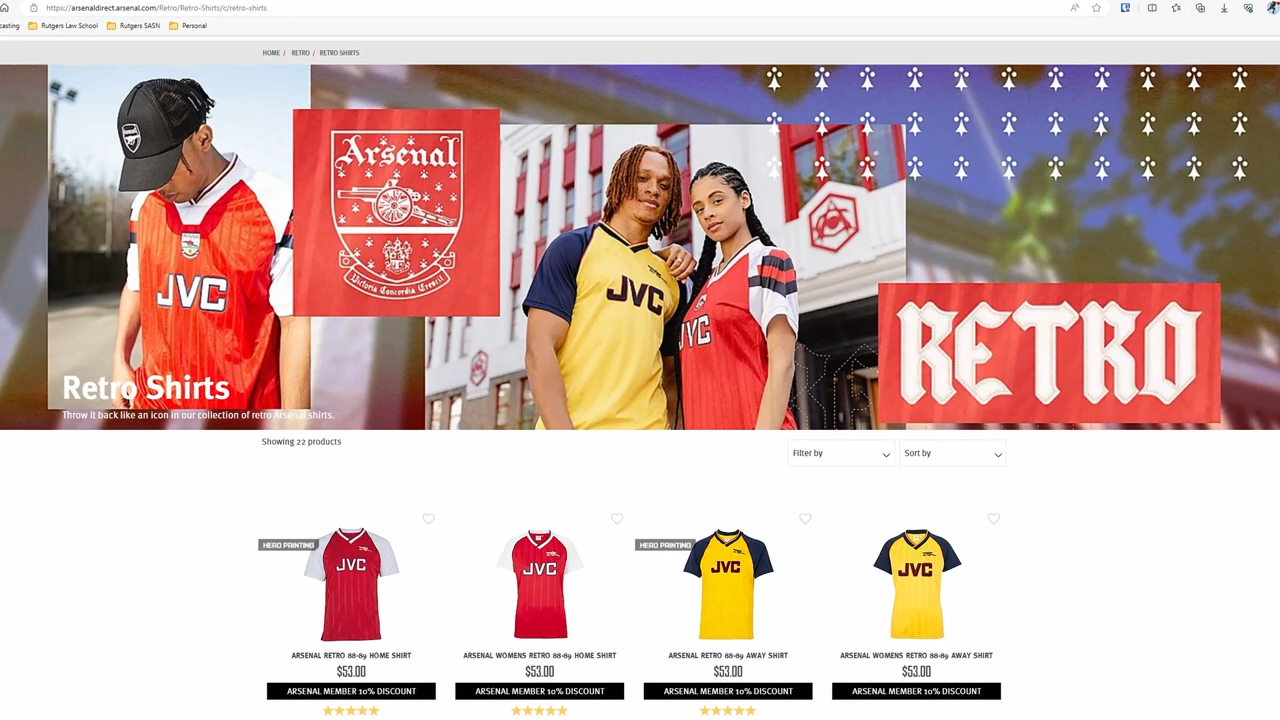 https://arsenaldirect.arsenal.com/Retro/Retro-Shirts/c/retro-shirts
casting
Rutgers Law School
Rutgers SASN
Personal
HOME / RETRO / RETRO SHIRTS
Arsenal
Victoria Concordia Crescit
JVC
JVC
JVC
RETRO
Retro Shirts
Throw it back like an icon in our collection of retro Arsenal shirts.
Showing 22 products
Filter by
Sort by
HERO PRINTING
HERO PRINTING
JVC
JVC
JVC
JVC
ARSENAL RETRO 88-89 HOME SHIRT
ARSENAL WOMENS RETRO 88-89 HOME SHIRT
ARSENAL RETRO 88-89 AWAY SHIRT
ARSENAL WOMENS RETRO 88-89 AWAY SHIRT
$53.00
$53.00
$53.00
$53.00
ARSENAL MEMBER 10% DISCOUNT
ARSENAL MEMBER 10% DISCOUNT
ARSENAL MEMBER 10% DISCOUNT
ARSENAL MEMBER 10% DISCOUNT